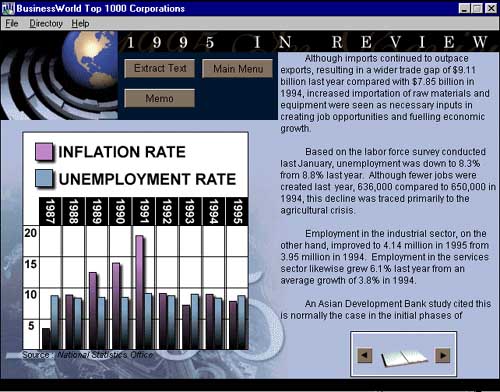 BusinessWorld Top 1000 Corporations
File Directory Help
1995 IN REVIEW
Extract Text
Main Menu
Memo
INFLATION RATE
UNEMPLOYMENT RATE
1987 1988 1989 1990 1991 1992 1993 1994 1995
20
15
10
5
Source : National Statistics Office
Although imports continued to outpace
exports, resulting in a wider trade gap of $9.11
billion last year compared with $7.85 billion in
1994, increased importation of raw materials and
equipment were seen as necessary inputs in
creating job opportunities and fuelling economic
growth.
Based on the labor force survey conducted
last January, unemployment was down to 8.3%
from 8.8% last year. Although fewer jobs were
created last year, 636,000 compared to 650,000 in
1994, this decline was traced primarily to the
agricultural crisis.
Employment in the industrial sector, on the
other hand, improved to 4.14 million in 1995 from
3.95 million in 1994. Employment in the services
sector likewise grew 6.1% last year from an
average growth of 3.8% in 1994.
An Asian Development Bank study cited this
is normally the case in the initial phases of